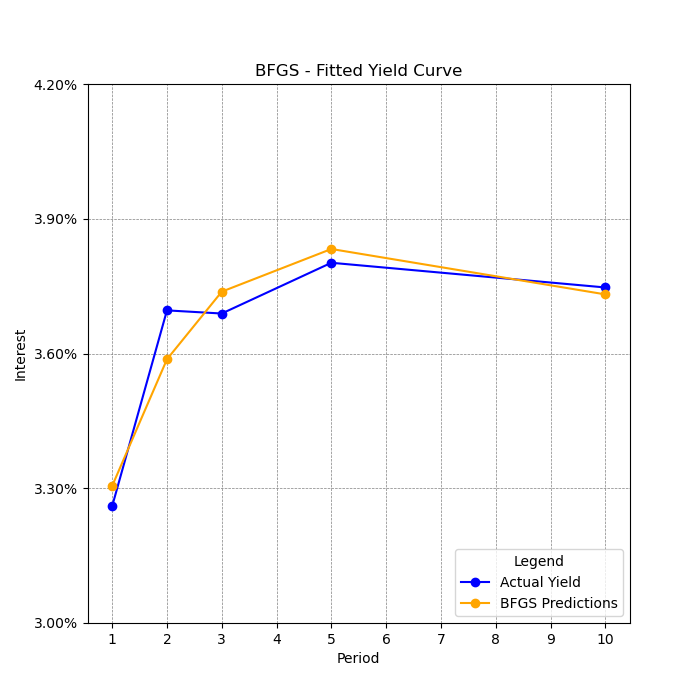 BFGS - Fitted Yield Curve
4.20%
3.90%
3.60%
3.30%
3.00%
Interest
1 2 3 4 5 6 7 8 9 10
Period
Legend
Actual Yield
BFGS Predictions